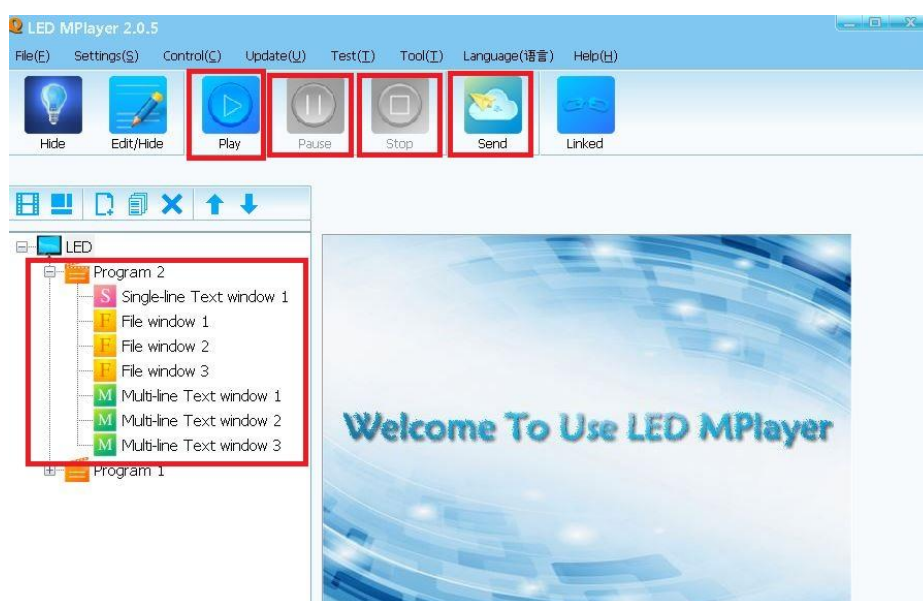 LED MPlayer 2.0.5
File(F) Settings(S) Control(C) Update(U) Test(T) Tool(T) Language(语言) Help(H)
Hide Edit/Hide Play Pause Stop Send Linked
LED
Program 2
S Single-line Text window 1
F File window 1
F File window 2
F File window 3
M Multi-line Text window 1
M Multi-line Text window 2
M Multi-line Text window 3
Program 1
Welcome To Use LED MPlayer